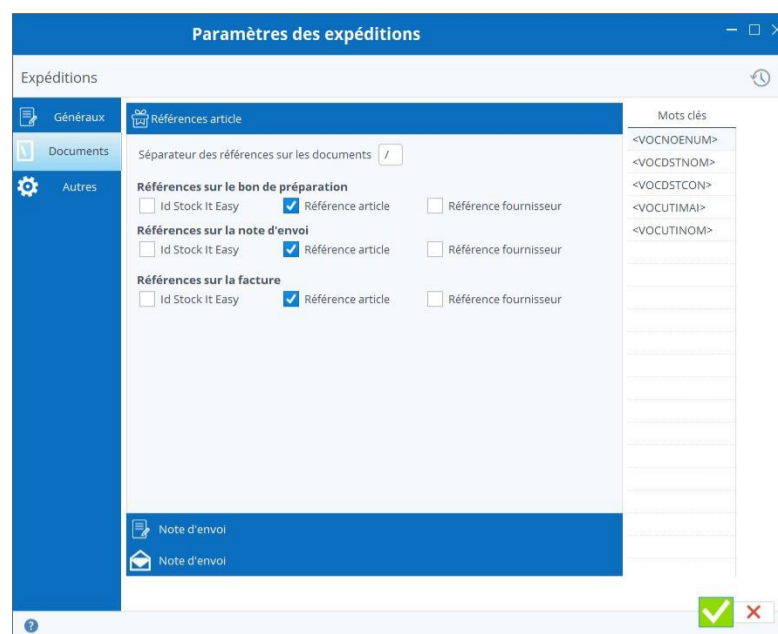 Paramètres des expéditions
Expéditions
Généraux
Documents
Autres
Références article
Séparateur des références sur les documents /
Références sur le bon de préparation
Id Stock It Easy Référence article Référence fournisseur
Références sur la note d'envoi
Id Stock It Easy Référence article Référence fournisseur
Références sur la facture
Id Stock It Easy Référence article Référence fournisseur
Note d'envoi
Note d'envoi
Mots clés
<VOCNOENUM>
<VOCDSTNOM>
<VOCDSTCON>
<VOCUTIMAI>
<VOCUTINOM>